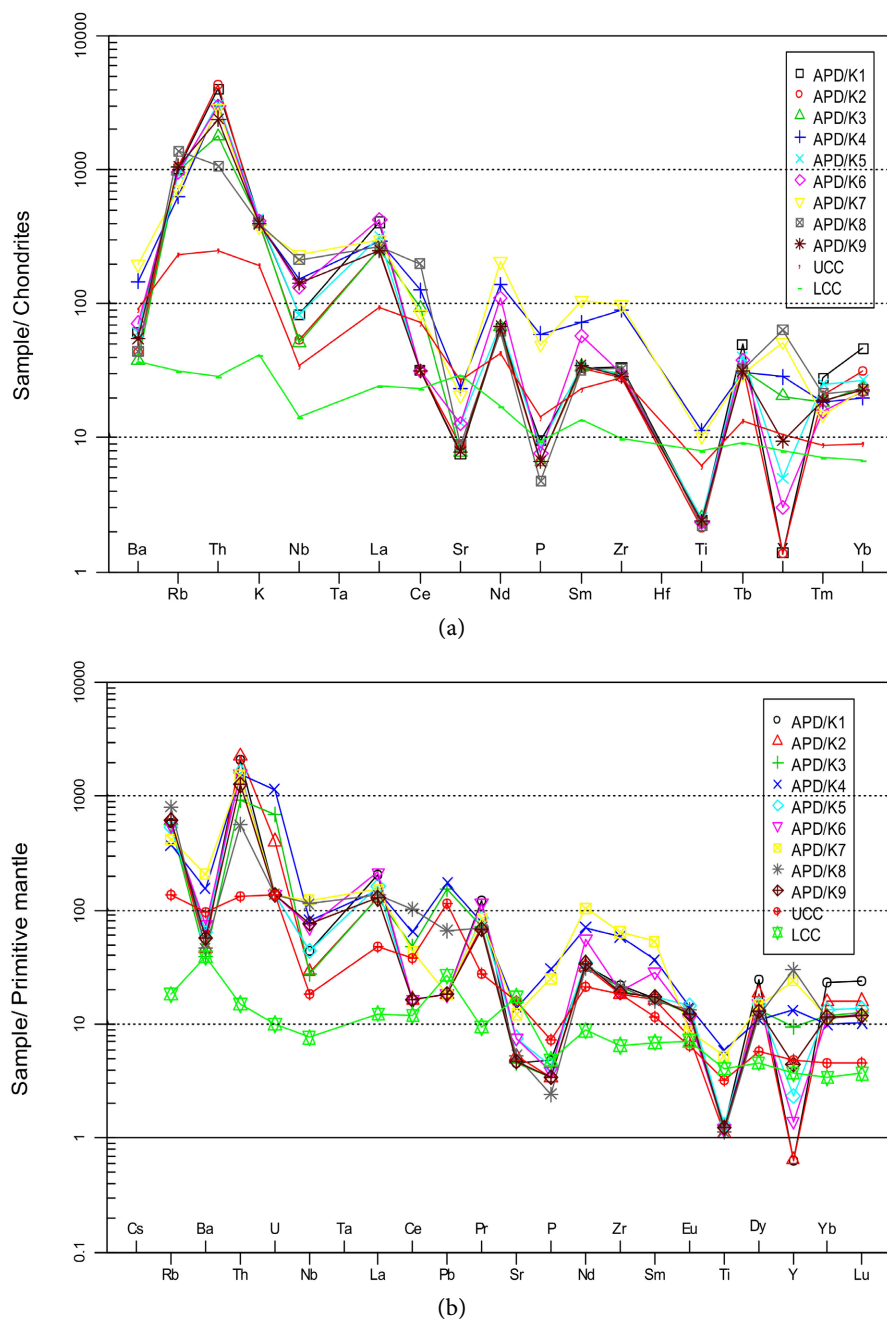 10000
1000
100
10
1
Sample/ Chondrites
APD/K1
APD/K2
APD/K3
APD/K4
APD/K5
APD/K6
APD/K7
APD/K8
APD/K9
UCC
LCC
Ba Th Nb La Sr P Zr Ti Y Yb
Rb K Ta Ce Nd Sm Hf Tb Tm
(a)
10000
1000
100
10
1
0.1
Sample/ Primitive mantle
APD/K1
APD/K2
APD/K3
APD/K4
APD/K5
APD/K6
APD/K7
APD/K8
APD/K9
UCC
LCC
Cs Ba U Ta Ce Pr P Zr Eu Dy Yb
Rb Th Nb La Pb Sr Nd Sm Ti Y Lu
(b)